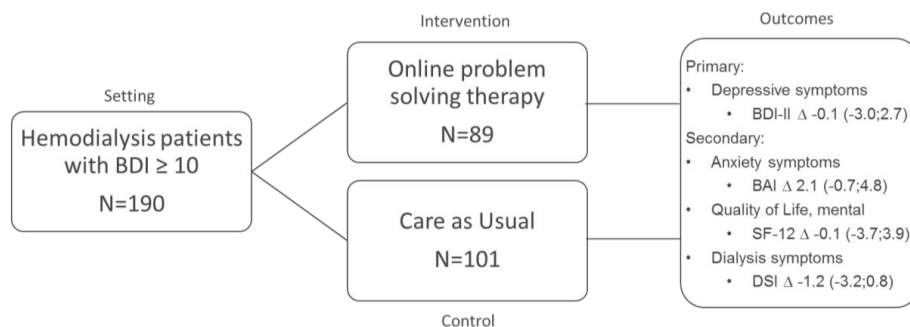 Setting
Hemodialysis patients
with BDI ≥ 10
N=190
Intervention
Online problem
solving therapy
N=89
Care as Usual
N=101
Control
Outcomes
Primary:
• Depressive symptoms
• BDI-II Δ -0.1 (-3.0;2.7)
Secondary:
• Anxiety symptoms
• BAI Δ 2.1 (-0.7;4.8)
• Quality of Life, mental
• SF-12 Δ -0.1 (-3.7;3.9)
• Dialysis symptoms
• DSI Δ -1.2 (-3.2;0.8)